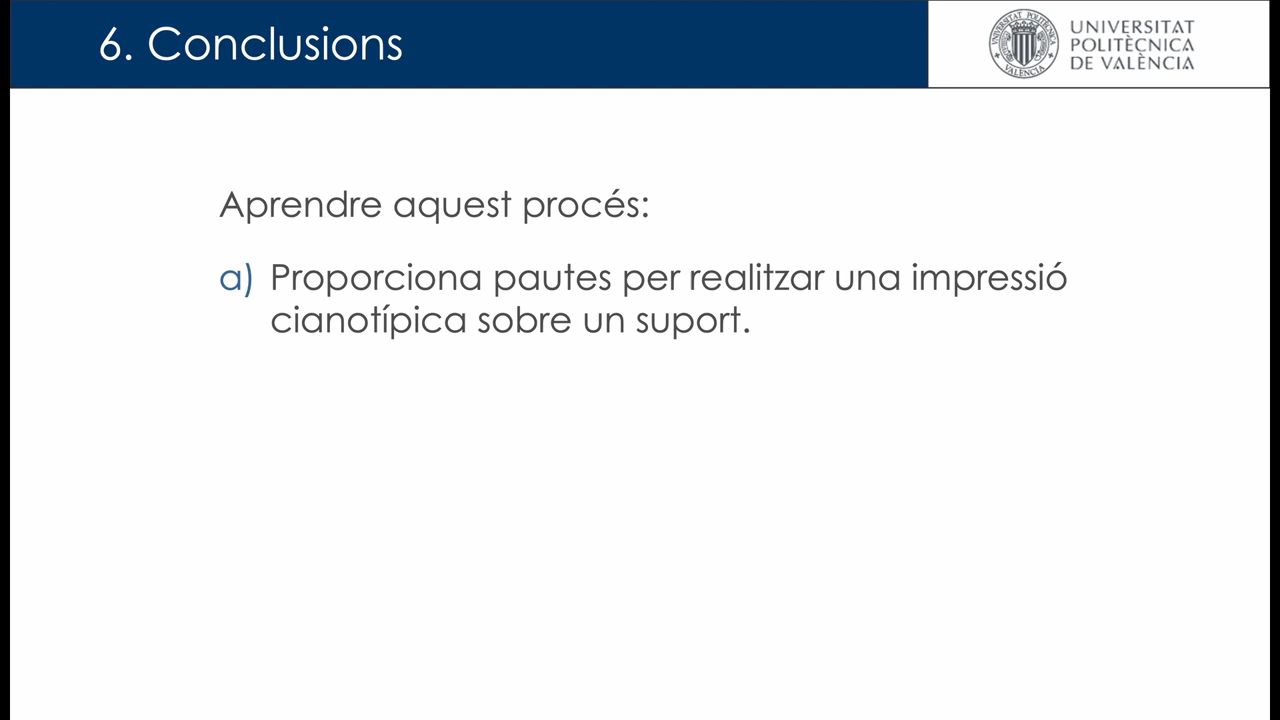 6. Conclusions
UNIVERSITAT
POLITÈCNICA
DE VALÈNCIA
Aprendre aquest procés:
a) Proporciona pautes per realitzar una impressió
cianotípica sobre un suport.